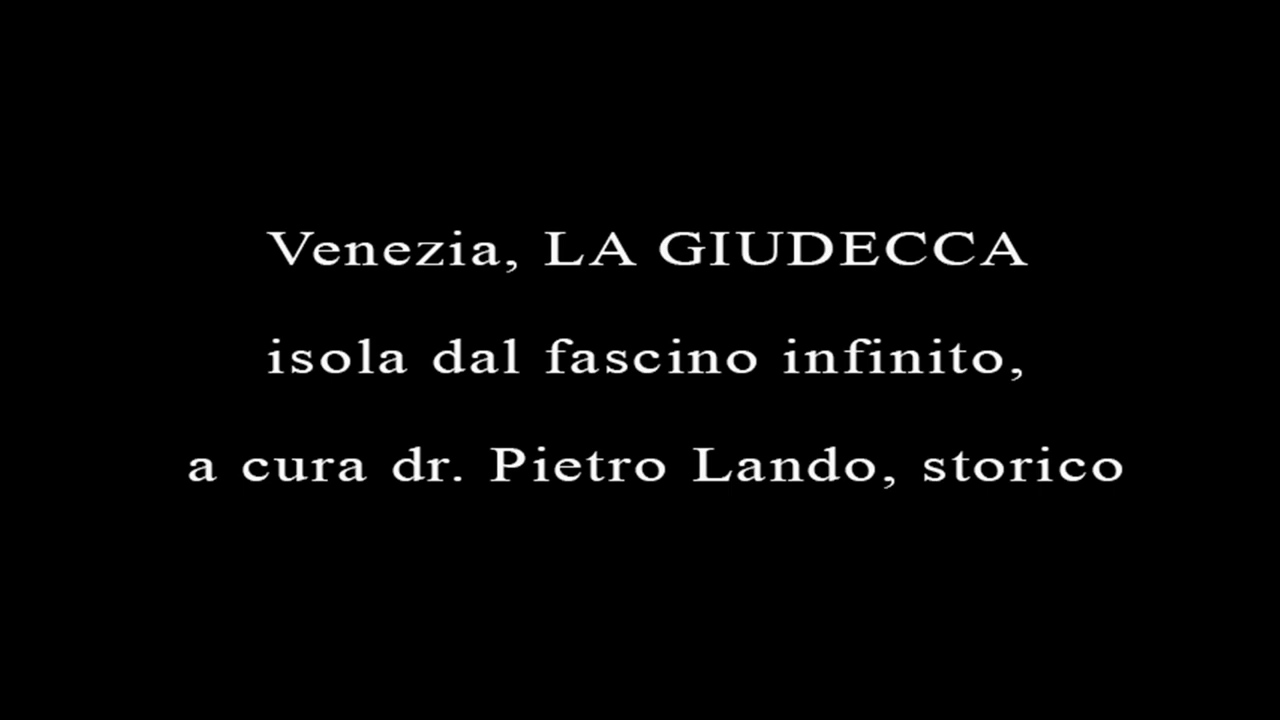 Venezia, LA GIUDECCA
isola dal fascino infinito,
a cura dr. Pietro Lando, storico